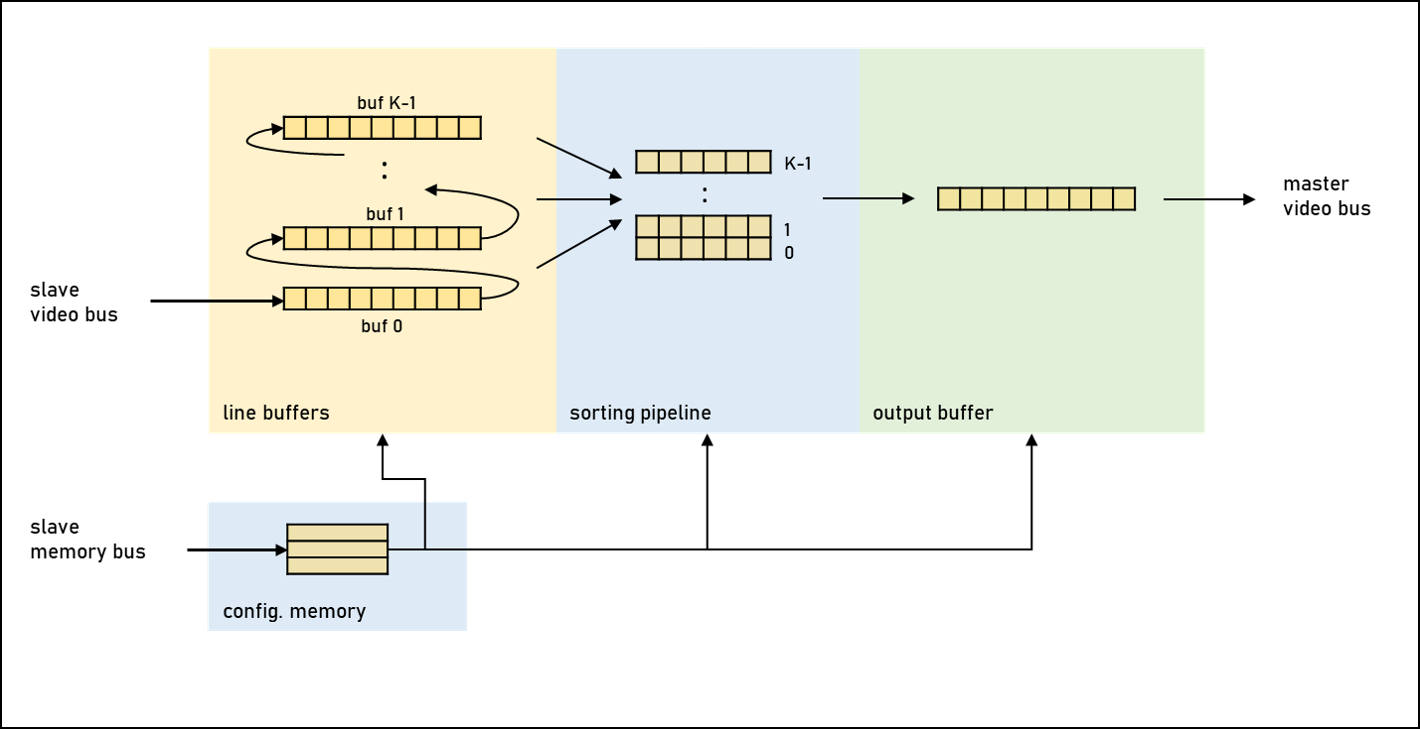 buf K-1
:
buf 1
buf 0
K-1
:
1
0
master
video bus
slave
video bus
line buffers
sorting pipeline
output buffer
slave
memory bus
config. memory